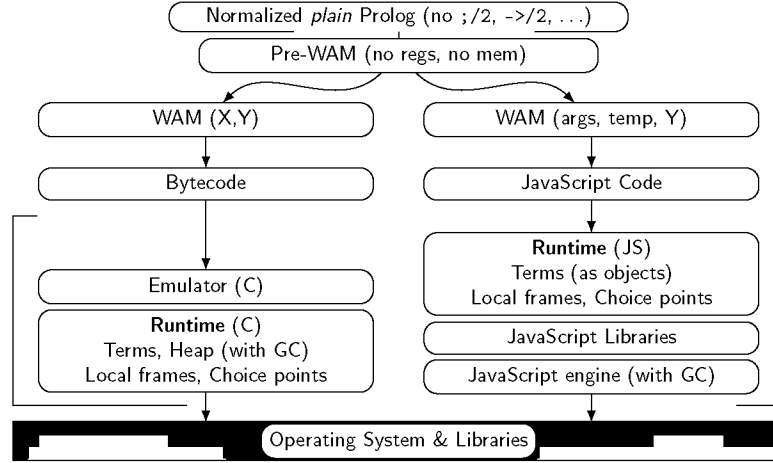 Normalized plain Prolog (no ;/2, ->/2, ...)
Pre-WAM (no regs, no mem)
WAM (X,Y)
WAM (args, temp, Y)
Bytecode
JavaScript Code
Emulator (C)
Runtime (C)
Terms, Heap (with GC)
Local frames, Choice points
Runtime (JS)
Terms (as objects)
Local frames, Choice points
JavaScript Libraries
JavaScript engine (with GC)
Operating System & Libraries